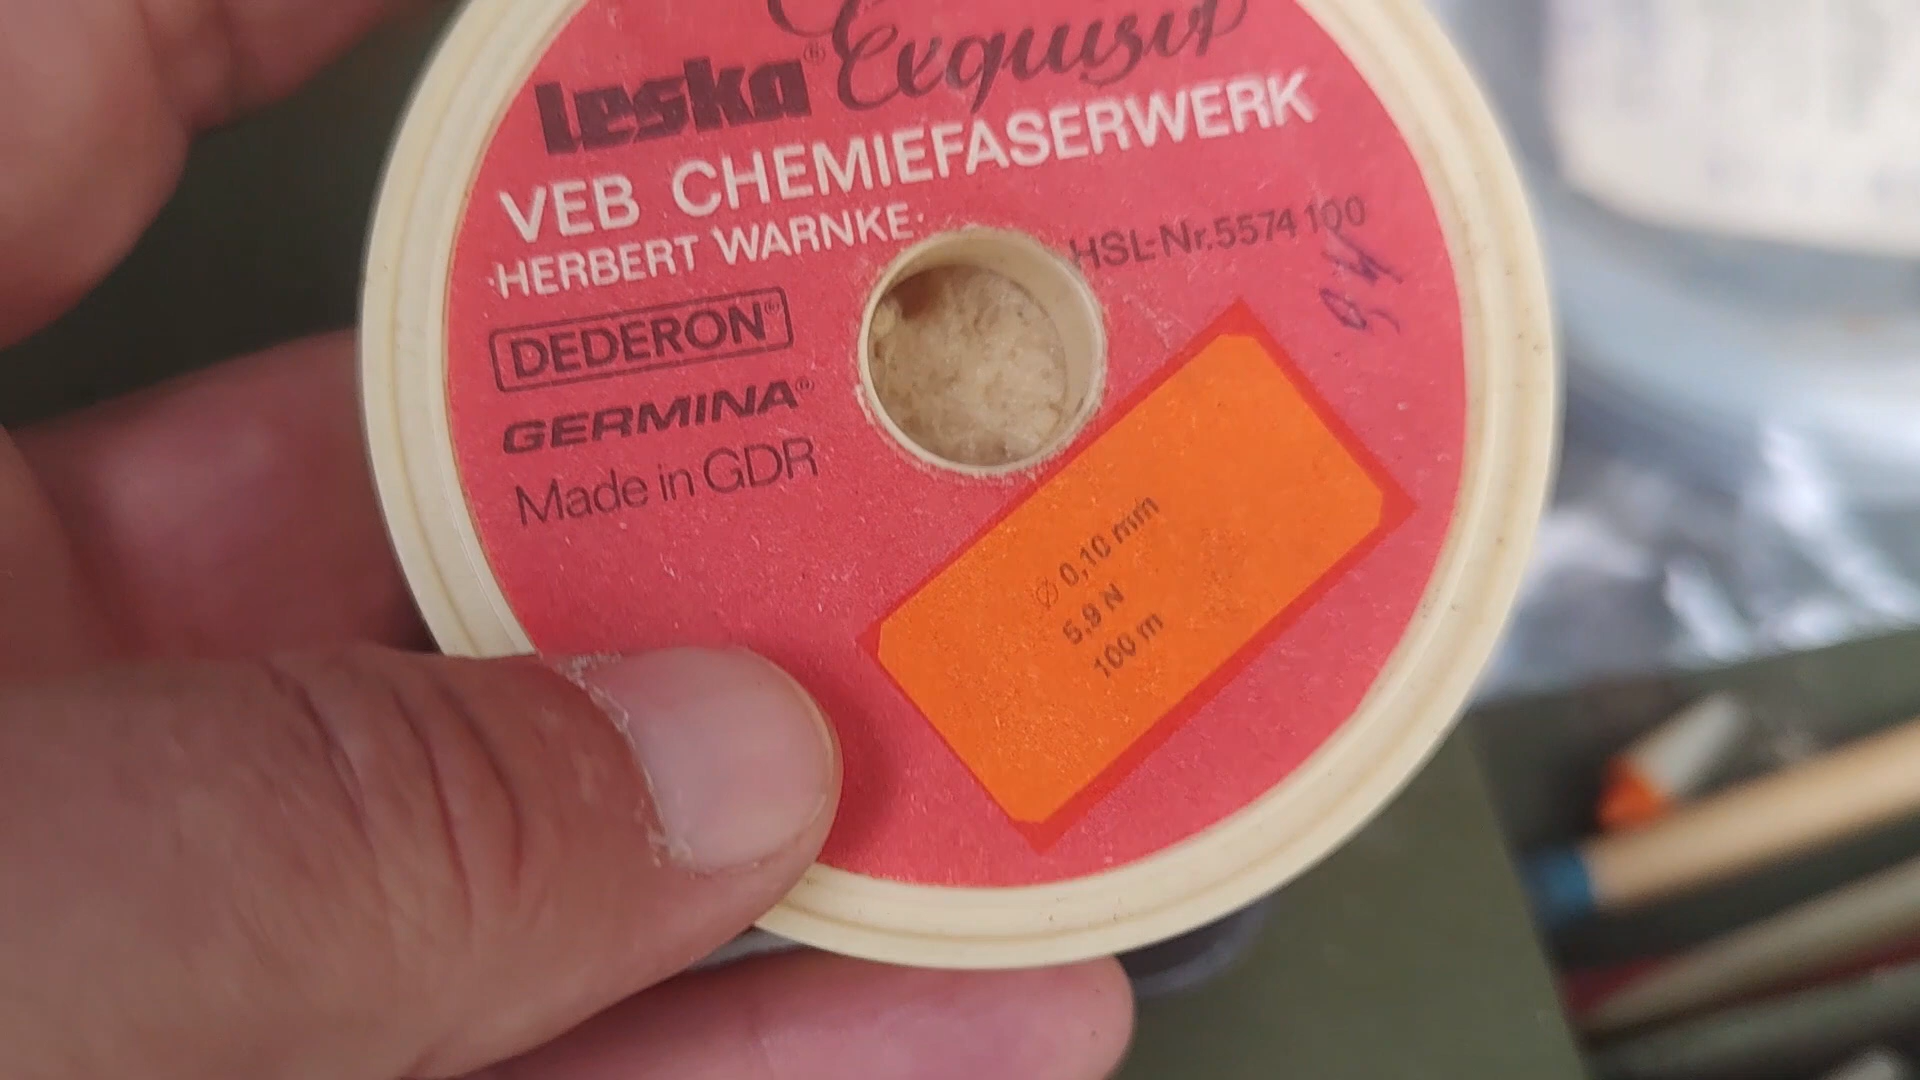 leska® Exquisit
VEB CHEMIEFASERWERK
HERBERT WARNKE
HSL-Nr.5574 100
DEDERON®
GERMINA®
Made in GDR
Ø 0,10 mm
5,9 N
100 m